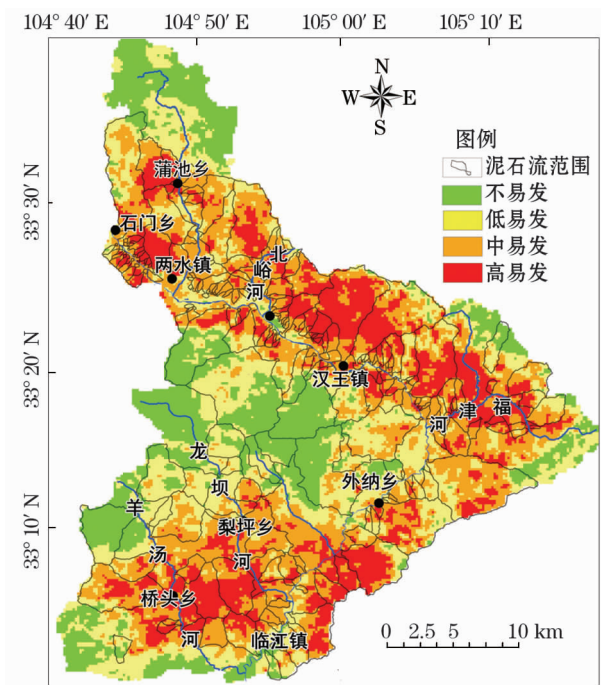 104° 40′ E 104° 50′ E 105° 00′ E 105° 10′ E
N
W E
S
图例
泥石流范围
不易发
低易发
中易发
高易发
33° 30′ N
33° 20′ N
33° 10′ N
蒲池乡
石门乡
两水镇
北峪河
汉王镇
福津河
外纳乡
龙坝河
梨坪乡
羊汤河
桥头乡
临江镇
0 2.5 5 10 km